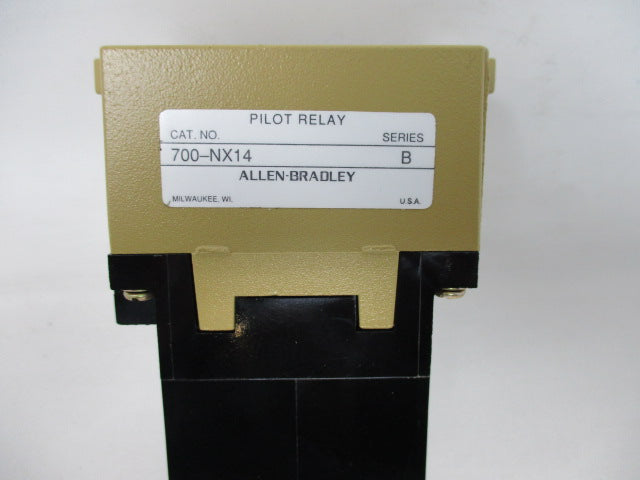 PILOT RELAY
CAT. NO. SERIES
700-NX14 B
ALLEN-BRADLEY
MILWAUKEE, WI. U.S.A.